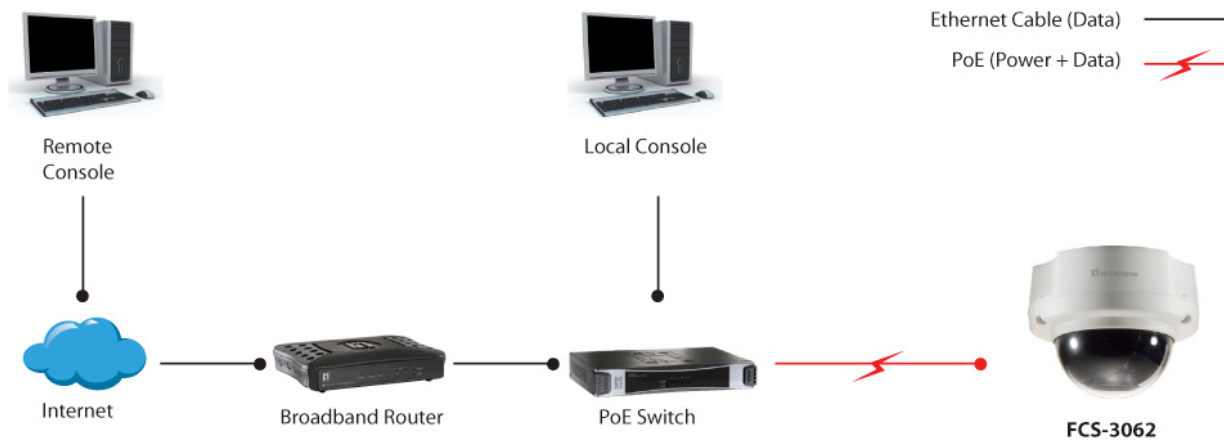 Ethernet Cable (Data)
PoE (Power + Data)
Remote
Console
Local Console
Internet
Broadband Router
PoE Switch
FCS-3062